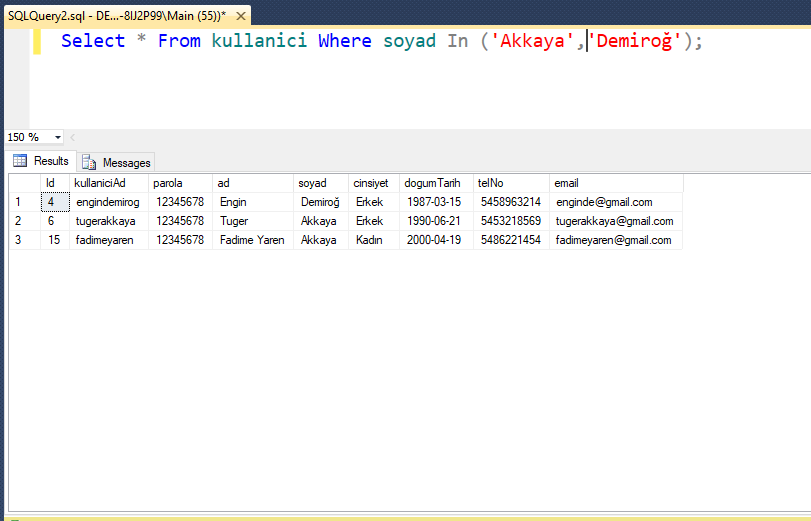 SQLQuery2.sql - DE...-8IJ2P99\Main (55))*
Select * From kullanici Where soyad In ('Akkaya','Demiroğ');
150 %
Results Messages
Id kullaniciAd parola ad soyad cinsiyet dogumTarih telNo email
1 4 engindemirog 12345678 Engin Demiroğ Erkek 1987-03-15 5458963214 enginde@gmail.com
2 6 tugerakkaya 12345678 Tuger Akkaya Erkek 1990-06-21 5453218569 tugerakkaya@gmail.com
3 15 fadimeyaren 12345678 Fadime Yaren Akkaya Kadın 2000-04-19 5486221454 fadimeyaren@gmail.com